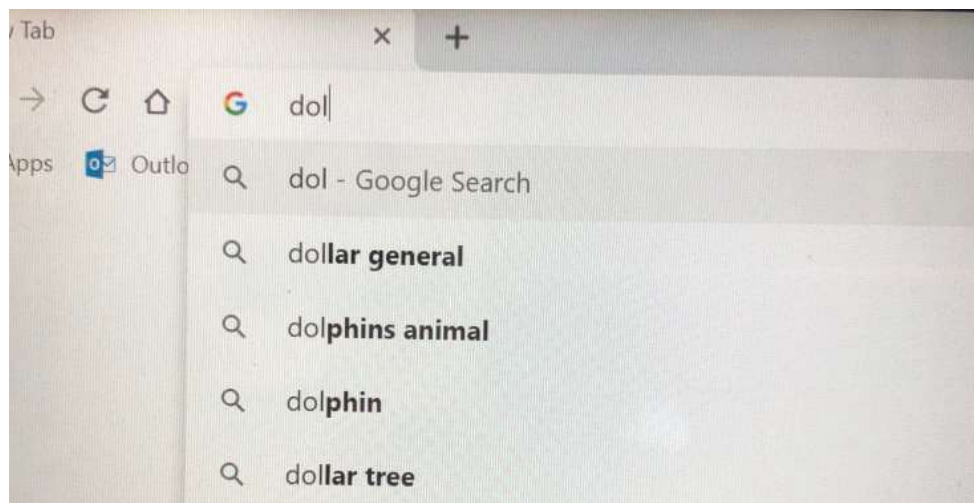 Tab
dol
Apps Outlo
dol - Google Search
dollar general
dolphins animal
dolphin
dollar tree